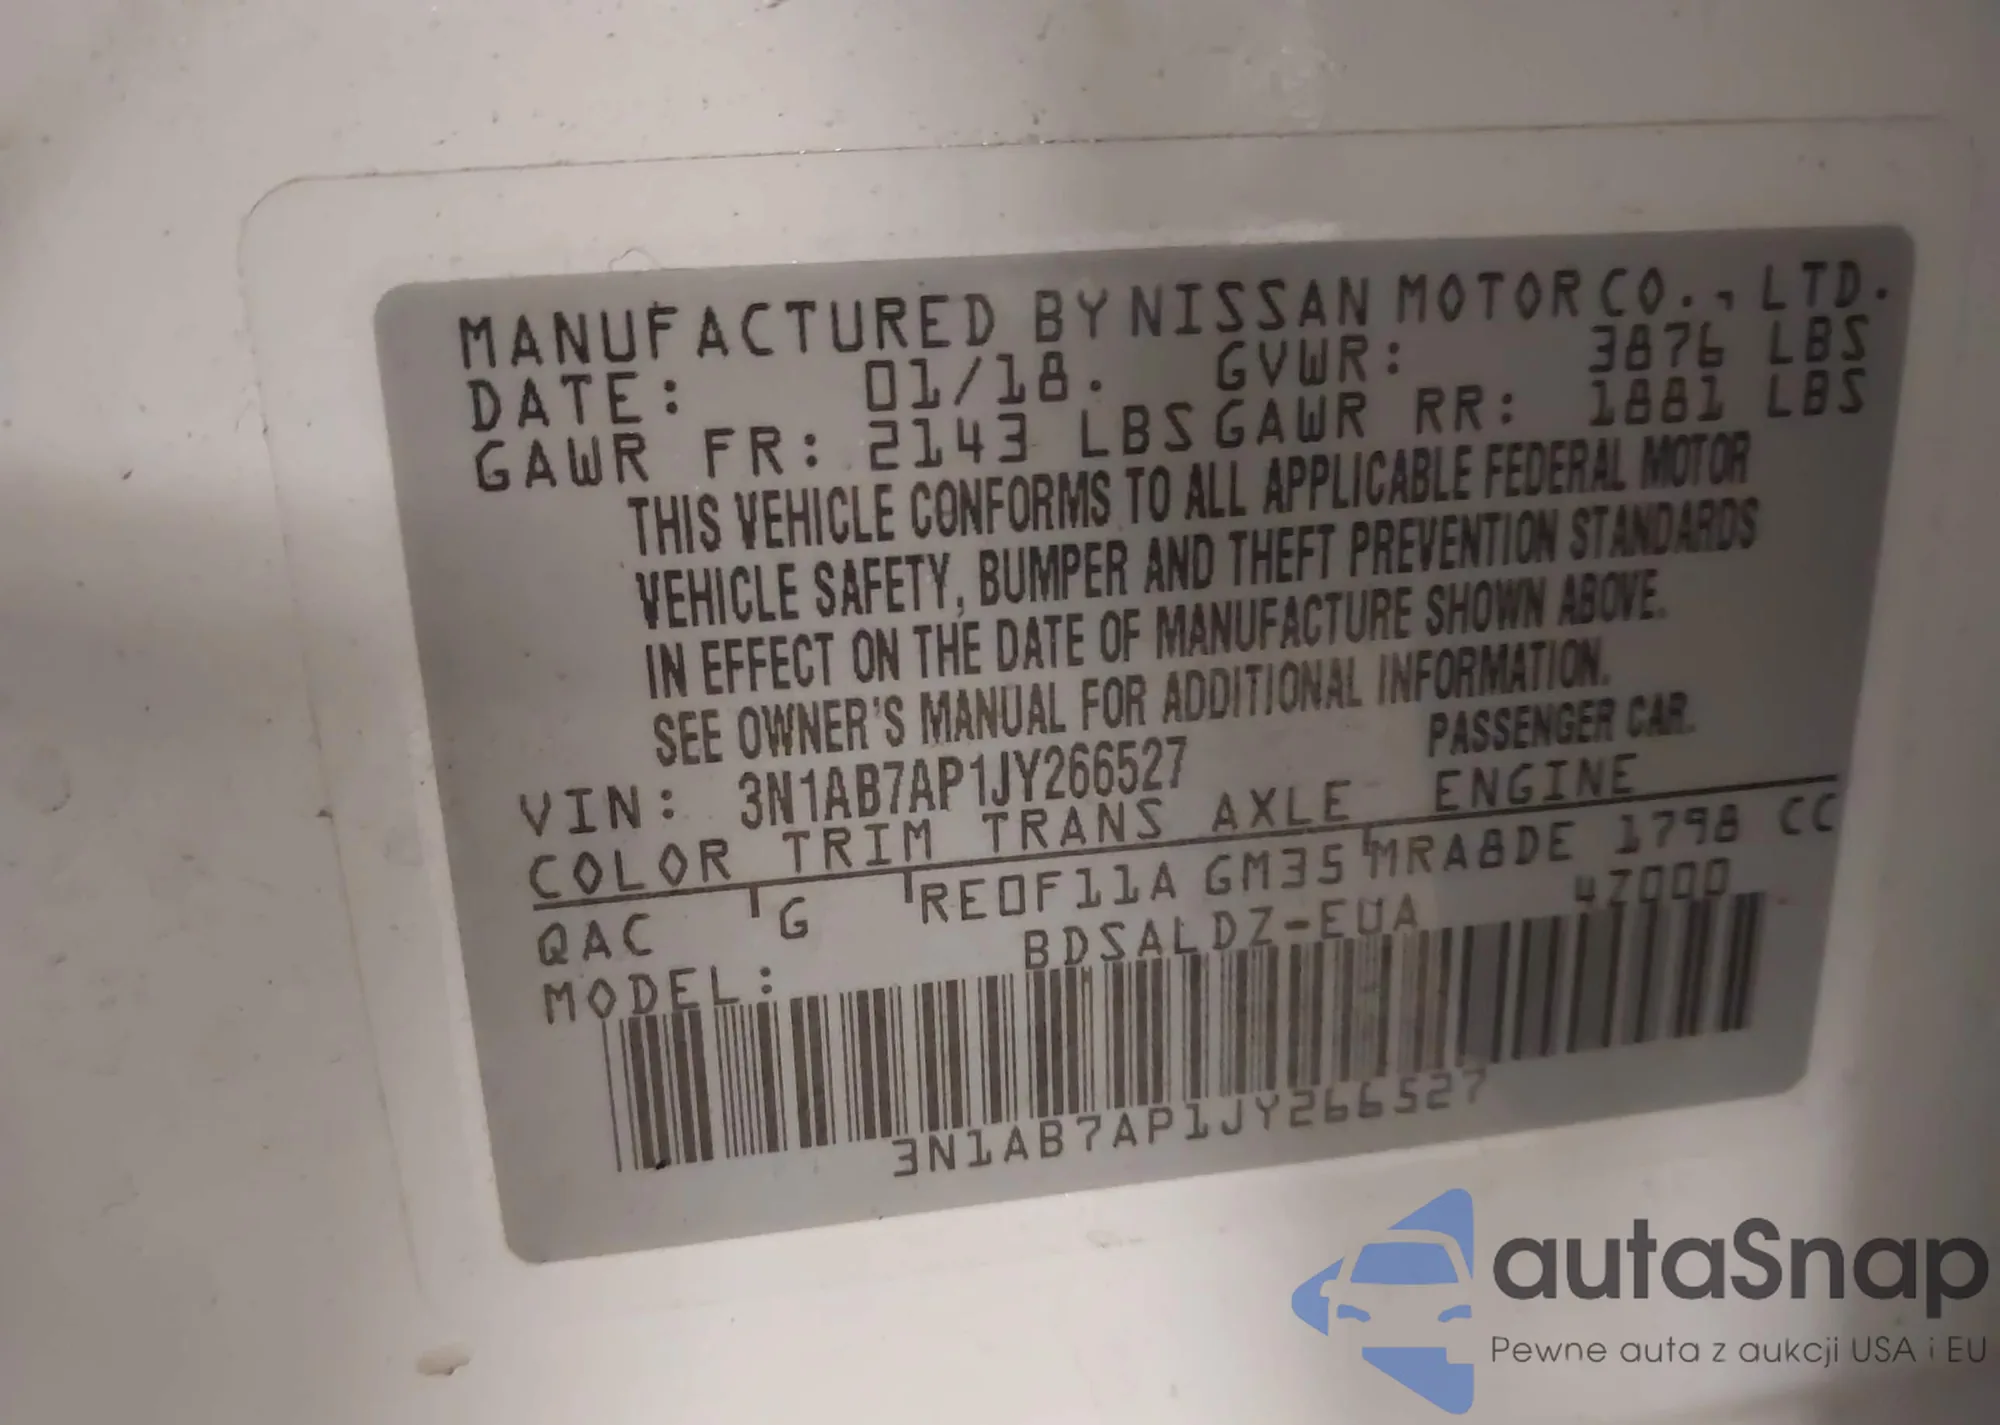 MANUFACTURED BY NISSAN MOTOR CO., LTD.
DATE: 01/18. GVWR: 3876 LBS
GAWR FR: 2143 LBS GAWR RR: 1881 LBS
THIS VEHICLE CONFORMS TO ALL APPLICABLE FEDERAL MOTOR
VEHICLE SAFETY, BUMPER AND THEFT PREVENTION STANDARDS
IN EFFECT ON THE DATE OF MANUFACTURE SHOWN ABOVE.
SEE OWNER'S MANUAL FOR ADDITIONAL INFORMATION.
PASSENGER CAR.
VIN: 3N1AB7AP1JY266527
COLOR TRIM TRANS AXLE ENGINE
QAC G RE0F11A GM35 MRA8DE 1798 CC
MODEL: BDSALDZ-EUA 4Z000
3N1AB7AP1JY266527
autaSnap
Pewne auta z aukcji USA i EU